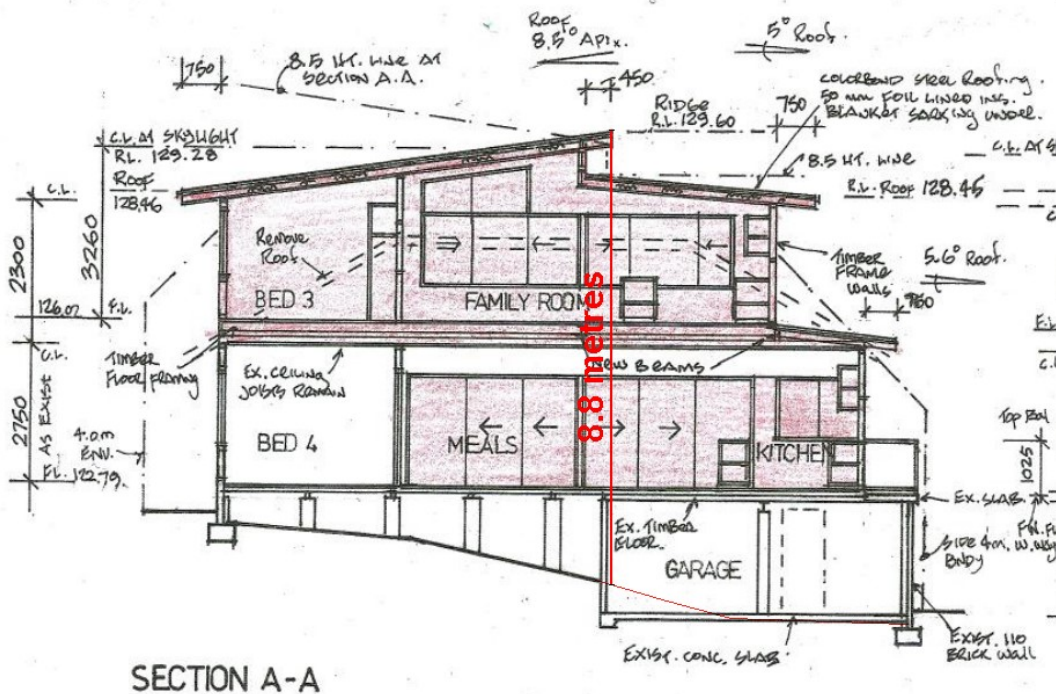 ROOF
8.5° APIX.
5° ROOF.
750
8.5 HT. LINE AT
SECTION A.A.
450
RIDGE
R.L. 129.60
750
COLORBOND STEEL ROOFING.
50 MM FOIL LINED INS.
BLANKET SARKING UNDER.
C.L. AT SKYLIGHT
RL. 129.28
ROOF
128.46
8.5 HT. LINE
C.L. AT S
R.L. ROOF 128.45
C.L.
2300
3260
REMOVE
ROOF
TIMBER
FRAME
WALLS
5.6° ROOF.
BED 3
FAMILY ROOM
F.L.
8.8 metres
TIMBER
FLOOR FRAMING
C.L.
EX. CEILING
JOISTS REMAIN
NEW BEAMS
2750
AS EXIST
4.0m
ENV.
FL. 122.79.
BED 4
MEALS
KITCHEN
1025
EX. TIMBER
FLOOR.
EX. SLAB.
GARAGE
SIDE 4m.
BNDY
EXIST. CONC. SLAB
EXIST. 110
BRICK WALL
SECTION A-A